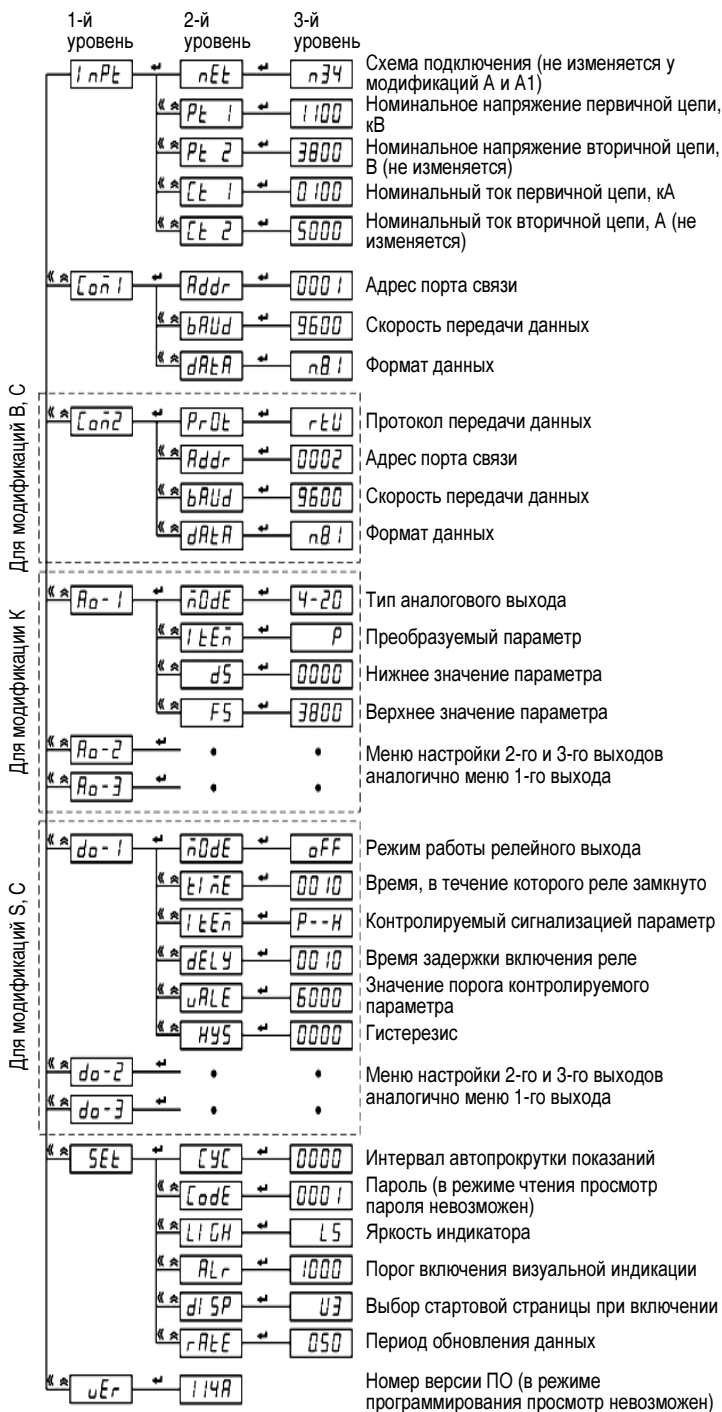 1-й уровень 2-й уровень 3-й уровень
InPt nEt n34 Схема подключения (не изменяется у модификаций А и А1)
Pt 1 1100 Номинальное напряжение первичной цепи, кВ
Pt 2 3800 Номинальное напряжение вторичной цепи, В (не изменяется)
Ct 1 0100 Номинальный ток первичной цепи, кА
Ct 2 5000 Номинальный ток вторичной цепи, А (не изменяется)
Com1 Addr 0001 Адрес порта связи
bAUd 9600 Скорость передачи данных
dAtA n8.1 Формат данных
Для модификаций В, С
Com2 PrOt rtU Протокол передачи данных
Addr 0002 Адрес порта связи
bAUd 9600 Скорость передачи данных
dAtA n8.1 Формат данных
Для модификации К
Ao-1 mOdE 4-20 Тип аналогового выхода
ItEm P Преобразуемый параметр
dS 0000 Нижнее значение параметра
FS 3800 Верхнее значение параметра
Ao-2 • • Меню настройки 2-го и 3-го выходов
Ao-3 • • аналогично меню 1-го выхода
Для модификаций S, C
do-1 mOdE oFF Режим работы релейного выхода
tImE 0010 Время, в течение которого реле замкнуто
ItEm P--H Контролируемый сигнализацией параметр
dELY 0010 Время задержки включения реле
uALE 6000 Значение порога контролируемого параметра
HYS 0000 Гистерезис
do-2 • • Меню настройки 2-го и 3-го выходов
do-3 • • аналогично меню 1-го выхода
SEt CYC 0000 Интервал автопрокрутки показаний
CodE 0001 Пароль (в режиме чтения просмотр пароля невозможен)
LIGH LS Яркость индикатора
ALr 1000 Порог включения визуальной индикации
dISP U3 Выбор стартовой страницы при включении
rAtE 0.50 Период обновления данных
uEr 114A Номер версии ПО (в режиме программирования просмотр невозможен)